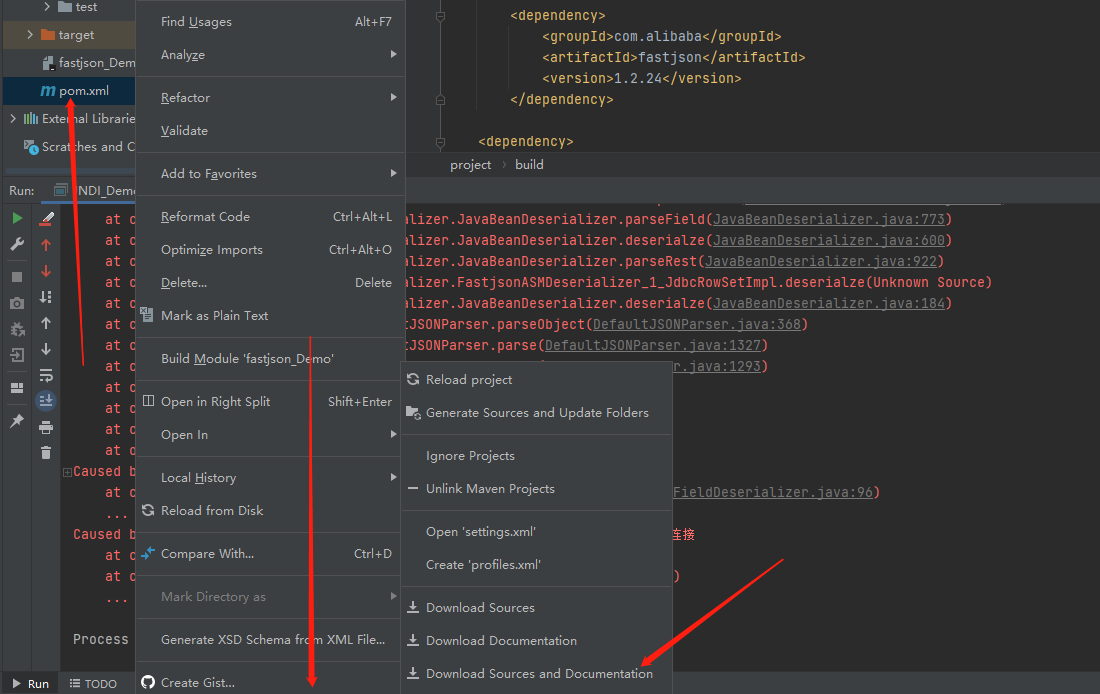 test
target
fastjson_Dem
pom.xml
External Librarie
Scratches and C
Find Usages Alt+F7
Analyze
Refactor
Validate
Add to Favorites
Reformat Code Ctrl+Alt+L
Optimize Imports Ctrl+Alt+O
Delete... Delete
Mark as Plain Text
Build Module 'fastjson_Demo'
Open in Right Split Shift+Enter
Open In
Local History
Reload from Disk
Compare With... Ctrl+D
Mark Directory as
Generate XSD Schema from XML File...
Create Gist...
<dependency>
<groupId>com.alibaba</groupId>
<artifactId>fastjson</artifactId>
<version>1.2.24</version>
</dependency>
<dependency>
project › build
Run: NDI_Demo
at c alizer.JavaBeanDeserializer.parseField(JavaBeanDeserializer.java:773)
at c alizer.JavaBeanDeserializer.deserialze(JavaBeanDeserializer.java:600)
at c alizer.JavaBeanDeserializer.parseRest(JavaBeanDeserializer.java:922)
at c alizer.FastjsonASMDeserializer_1_JdbcRowSetImpl.deserialze(Unknown Source)
at c alizer.JavaBeanDeserializer.deserialze(JavaBeanDeserializer.java:184)
at c tJSONParser.parseObject(DefaultJSONParser.java:368)
at c tJSONParser.parse(DefaultJSONParser.java:1327)
at c r.java:1293)
at c
at c
at c
at c
Caused b
at c FieldDeserializer.java:96)
...
Caused b 连接
at c
at c )
...
Process
Reload project
Generate Sources and Update Folders
Ignore Projects
Unlink Maven Projects
Open 'settings.xml'
Create 'profiles.xml'
Download Sources
Download Documentation
Download Sources and Documentation
Run TODO